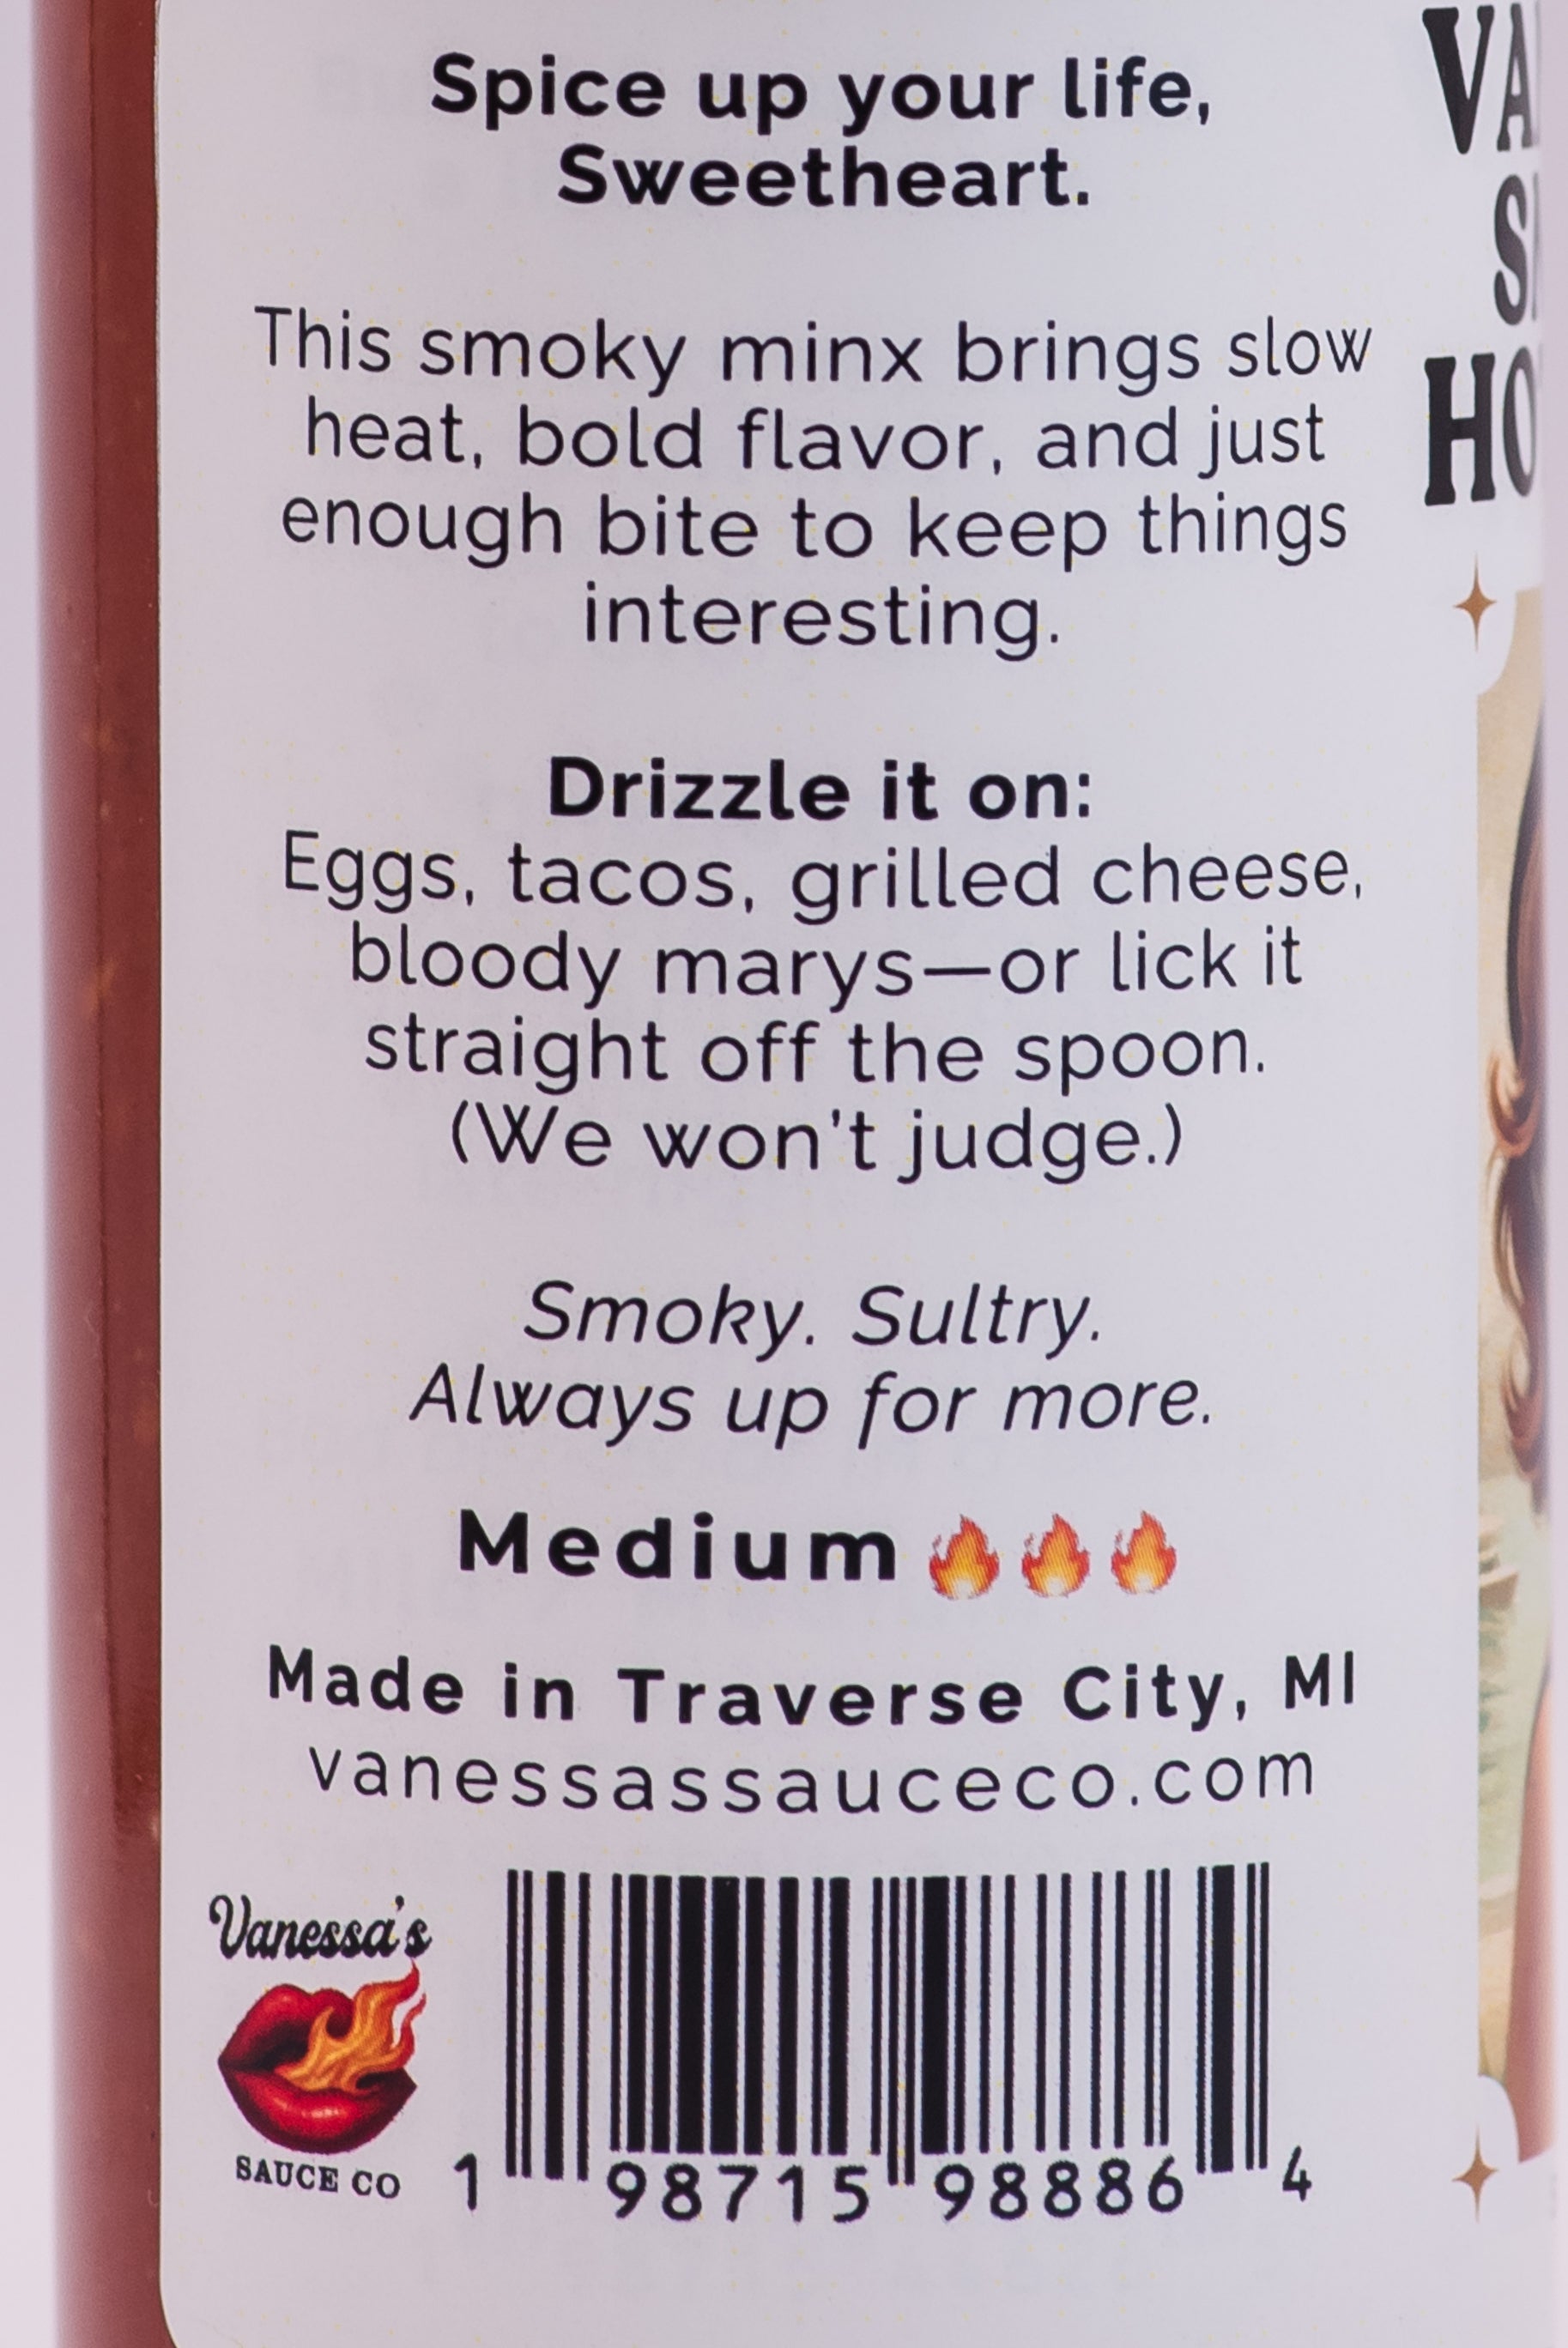 Spice up your life,
Sweetheart.
This smoky minx brings slow
heat, bold flavor, and just
enough bite to keep things
interesting.
Drizzle it on:
Eggs, tacos, grilled cheese,
bloody marys—or lick it
straight off the spoon.
(We won't judge.)
Smoky. Sultry.
Always up for more.
Medium 🔥🔥🔥
Made in Traverse City, MI
vanessassauceco.com
Vanessa's
SAUCE CO
1 98715 98886 4